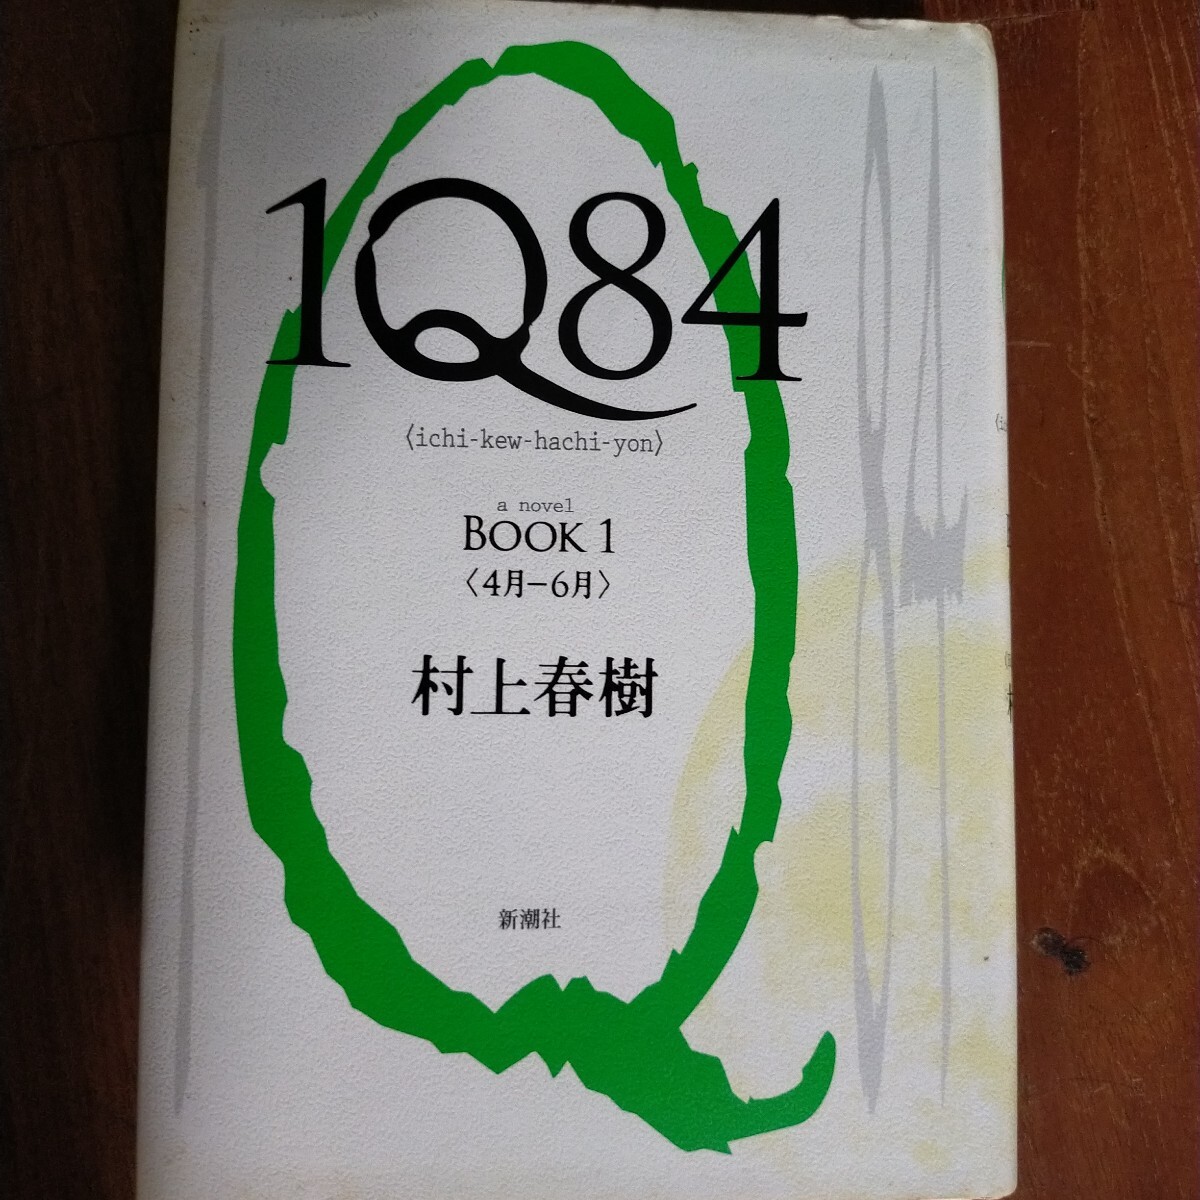 1Q84
〈ichi-kew-hachi-yon〉
a novel
BOOK 1
〈4月−6月〉
村上春樹
新潮社